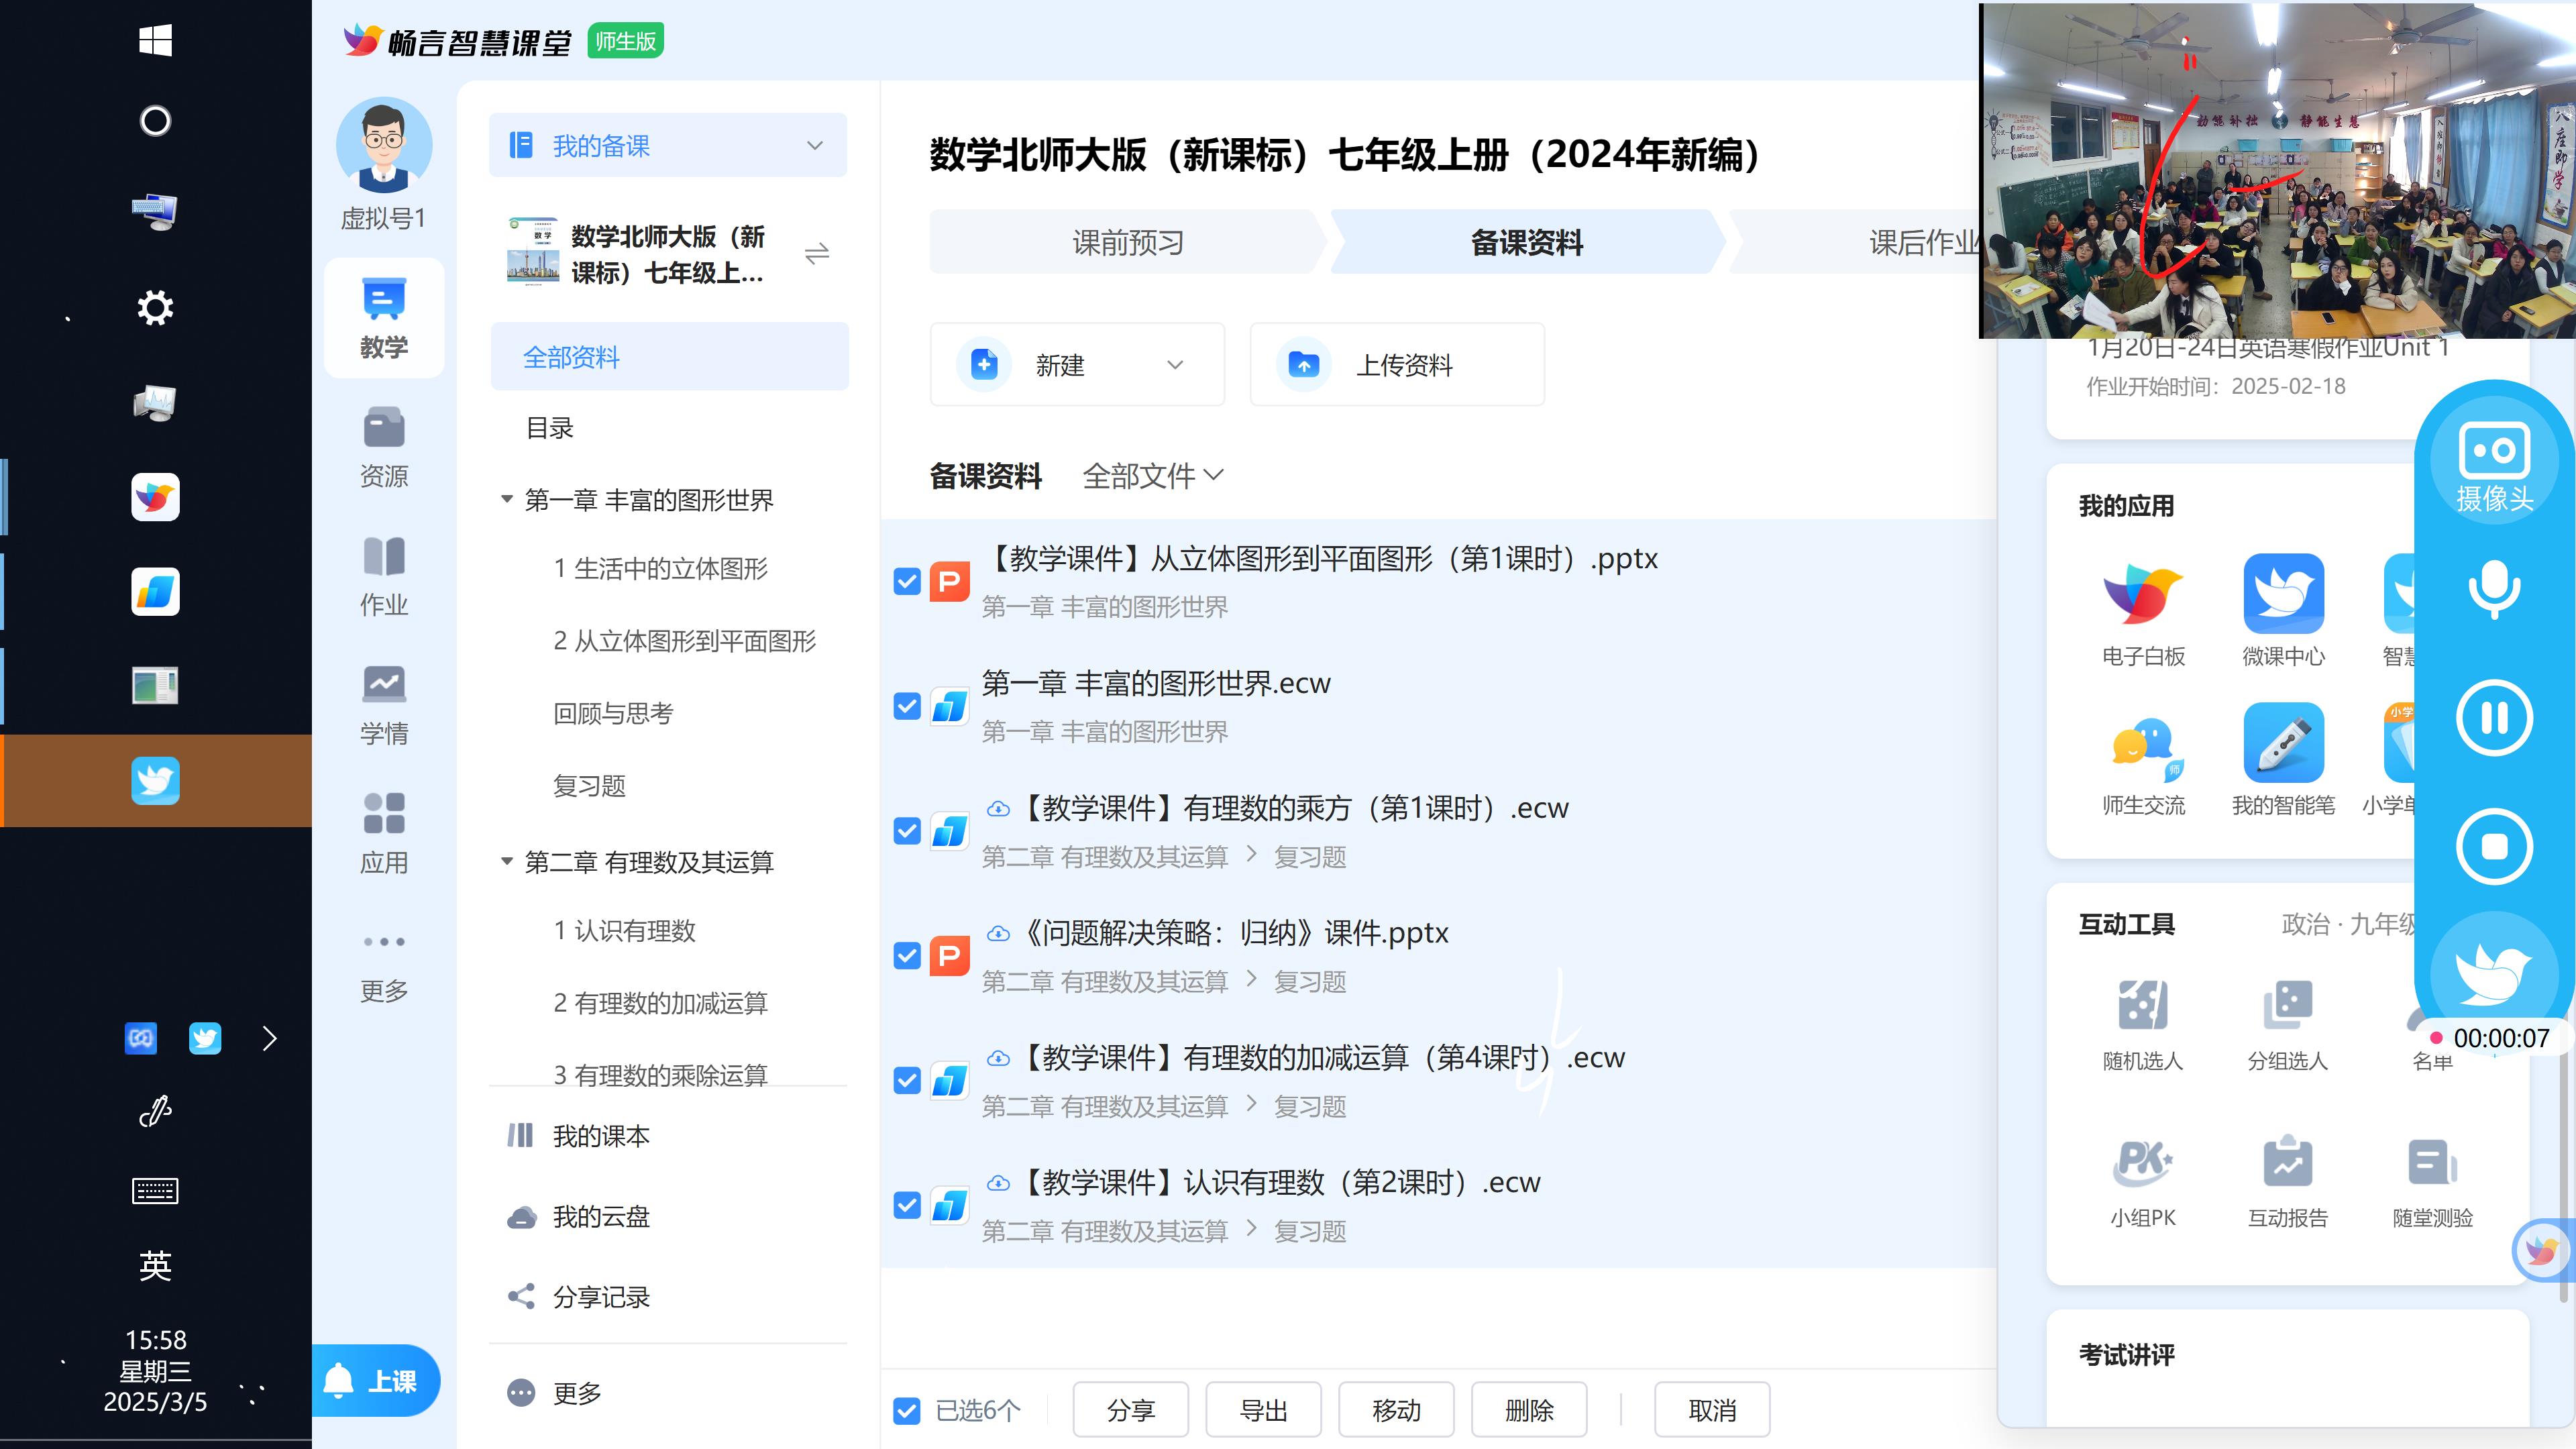 畅言智慧课堂 师生版
虚拟号1
教学
资源
作业
学情
应用
更多
上课
英
15:58
星期三
2025/3/5
我的备课
数学北师大版（新
课标）七年级上...
全部资料
目录
第一章 丰富的图形世界
1 生活中的立体图形
2 从立体图形到平面图形
回顾与思考
复习题
第二章 有理数及其运算
1 认识有理数
2 有理数的加减运算
3 有理数的乘除运算
我的课本
我的云盘
分享记录
更多
数学北师大版（新课标）七年级上册（2024年新编）
课前预习
备课资料
课后作业
新建
上传资料
备课资料 全部文件
【教学课件】从立体图形到平面图形（第1课时）.pptx
第一章 丰富的图形世界
第一章 丰富的图形世界.ecw
第一章 丰富的图形世界
【教学课件】有理数的乘方（第1课时）.ecw
第二章 有理数及其运算 > 复习题
《问题解决策略：归纳》课件.pptx
第二章 有理数及其运算 > 复习题
【教学课件】有理数的加减运算（第4课时）.ecw
第二章 有理数及其运算 > 复习题
【教学课件】认识有理数（第2课时）.ecw
第二章 有理数及其运算 > 复习题
已选6个 分享 导出 移动 删除 取消
静能生慧
1月20日-24日英语寒假作业Unit 1
作业开始时间：2025-02-18
我的应用
电子白板 微课中心 智慧
师生交流 我的智能笔 小学单
师
小学
互动工具 政治 · 九年级
随机选人 分组选人 名单
小组PK 互动报告 随堂测验
PK
考试讲评
摄像头
00:00:07